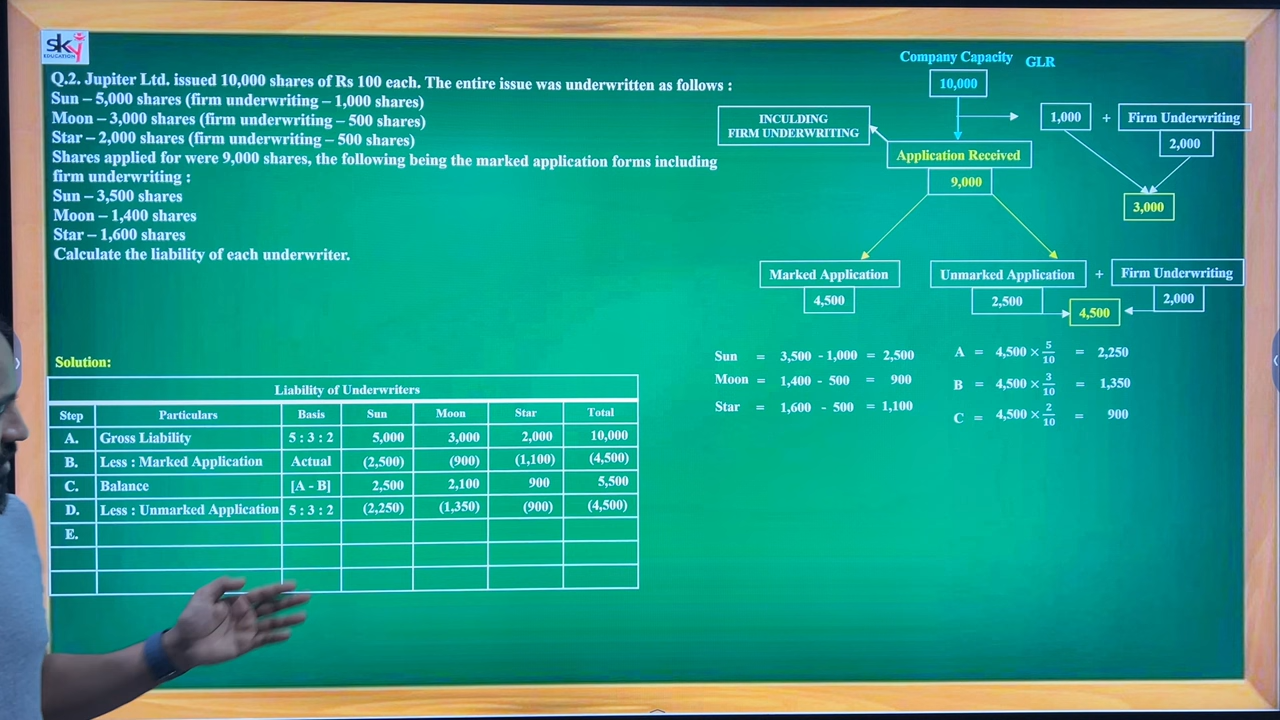 sky
EDUCATION
Q.2. Jupiter Ltd. issued 10,000 shares of Rs 100 each. The entire issue was underwritten as follows :
Sun – 5,000 shares (firm underwriting – 1,000 shares)
Moon – 3,000 shares (firm underwriting – 500 shares)
Star – 2,000 shares (firm underwriting – 500 shares)
Shares applied for were 9,000 shares, the following being the marked application forms including
firm underwriting :
Sun – 3,500 shares
Moon – 1,400 shares
Star – 1,600 shares
Calculate the liability of each underwriter.
Company Capacity GLR
10,000
INCULDING
FIRM UNDERWRITING
1,000 + Firm Underwriting
2,000
Application Received
9,000
3,000
Marked Application
4,500
Unmarked Application + Firm Underwriting
2,500 2,000
4,500
Sun = 3,500 - 1,000 = 2,500
Moon = 1,400 - 500 = 900
Star = 1,600 - 500 = 1,100
A = 4,500 × 5/10 = 2,250
B = 4,500 × 3/10 = 1,350
C = 4,500 × 2/10 = 900
Solution:
Liability of Underwriters
Step Particulars Basis Sun Moon Star Total
A. Gross Liability 5 : 3 : 2 5,000 3,000 2,000 10,000
B. Less : Marked Application Actual (2,500) (900) (1,100) (4,500)
C. Balance [A - B] 2,500 2,100 900 5,500
D. Less : Unmarked Application 5 : 3 : 2 (2,250) (1,350) (900) (4,500)
E.